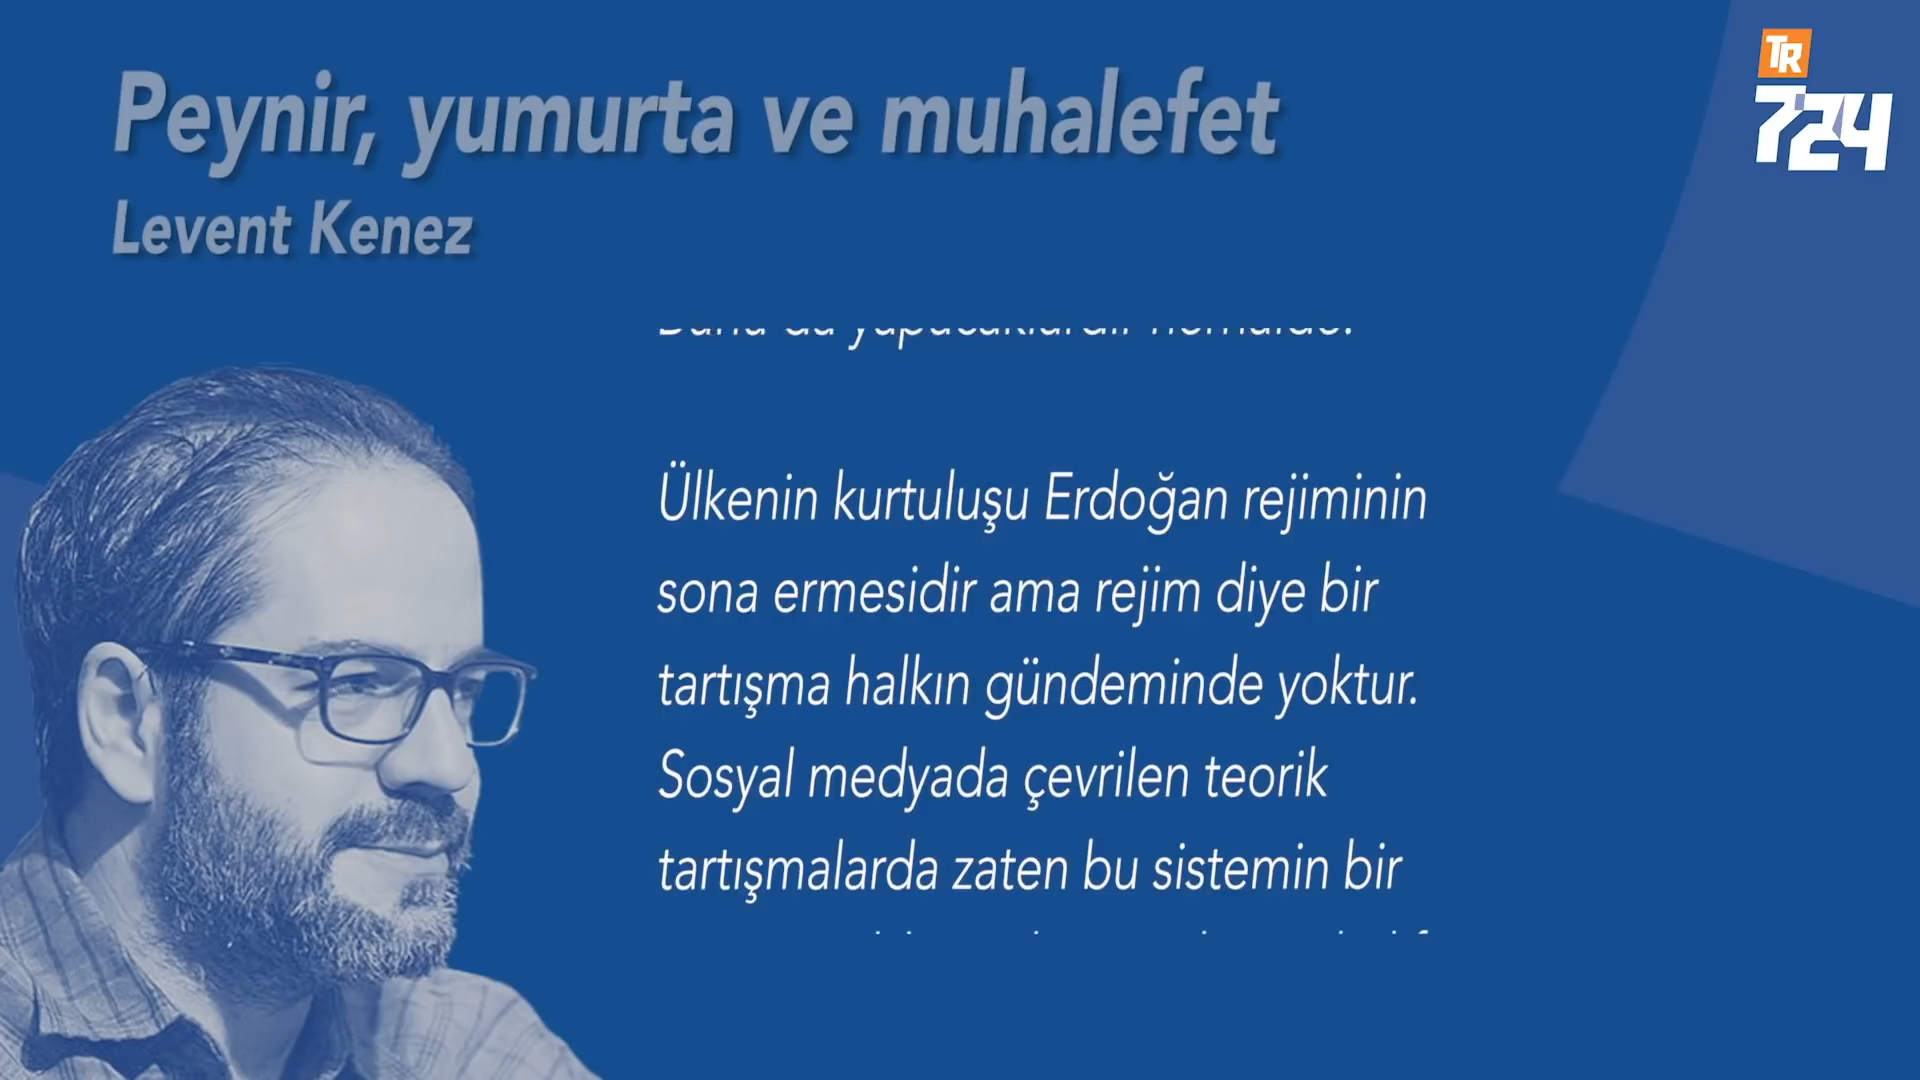 Peynir, yumurta ve muhalefet
Levent Kenez
TR
724
Ülkenin kurtuluşu Erdoğan rejiminin
sona ermesidir ama rejim diye bir
tartışma halkın gündeminde yoktur.
Sosyal medyada çevrilen teorik
tartışmalarda zaten bu sistemin bir